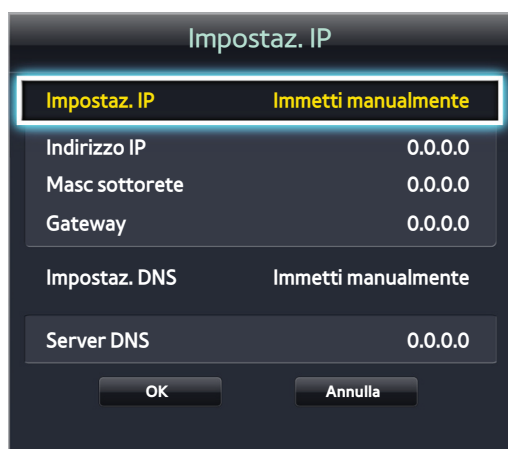 Impostaz. IP
Impostaz. IP Immetti manualmente
Indirizzo IP 0.0.0.0
Masc sottorete 0.0.0.0
Gateway 0.0.0.0
Impostaz. DNS Immetti manualmente
Server DNS 0.0.0.0
OK Annulla